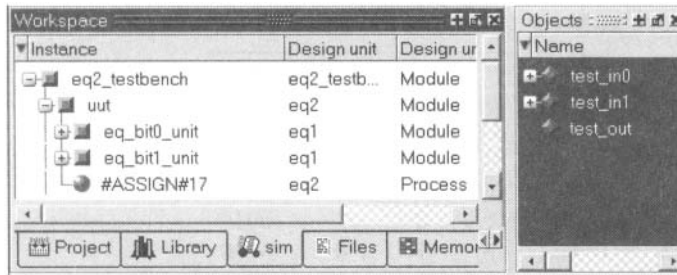 Workspace
Instance Design unit Design ur
eq2_testbench eq2_testb... Module
uut eq2 Module
eq_bit0_unit eq1 Module
eq_bit1_unit eq1 Module
#ASSIGN#17 eq2 Process
Project Library sim Files Memor
Objects
Name
test_in0
test_in1
test_out